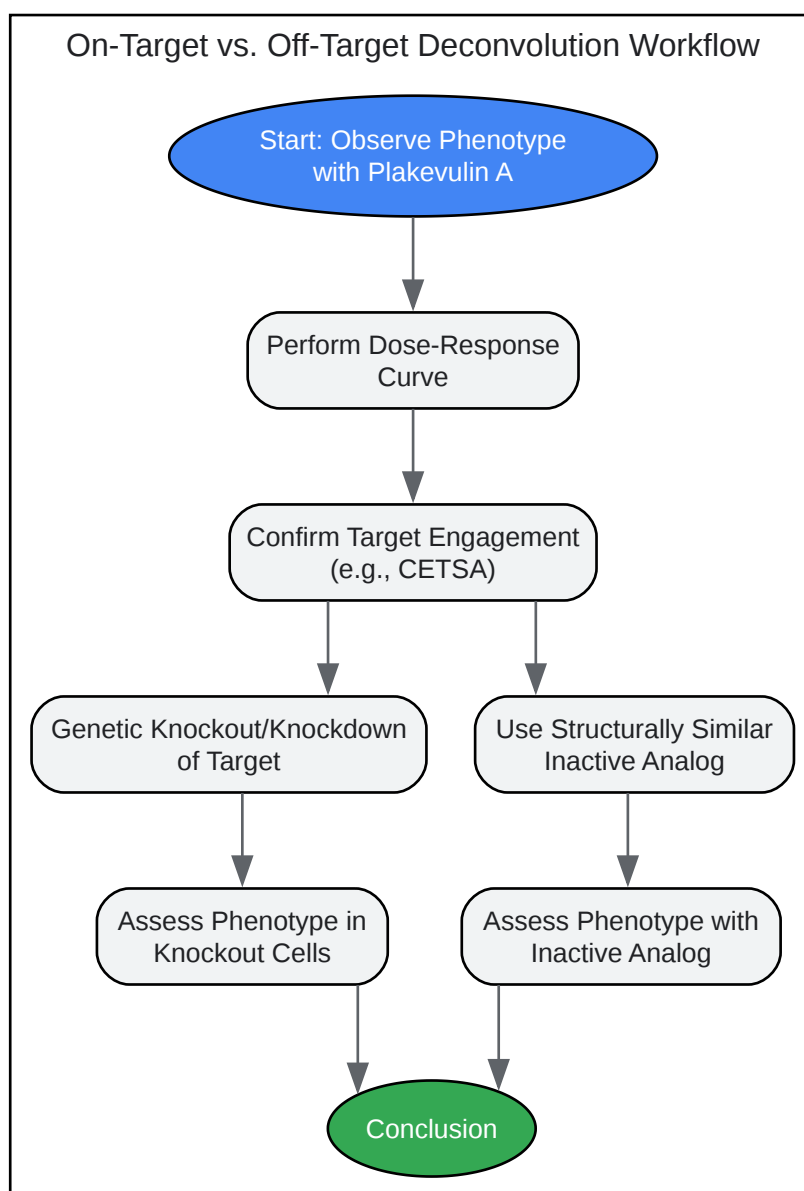 On-Target vs. Off-Target Deconvolution Workflow
Start: Observe Phenotype
with Plakevulin A
Perform Dose-Response
Curve
Confirm Target Engagement
(e.g., CETSA)
Genetic Knockout/Knockdown
of Target
Use Structurally Similar
Inactive Analog
Assess Phenotype in
Knockout Cells
Assess Phenotype with
Inactive Analog
Conclusion